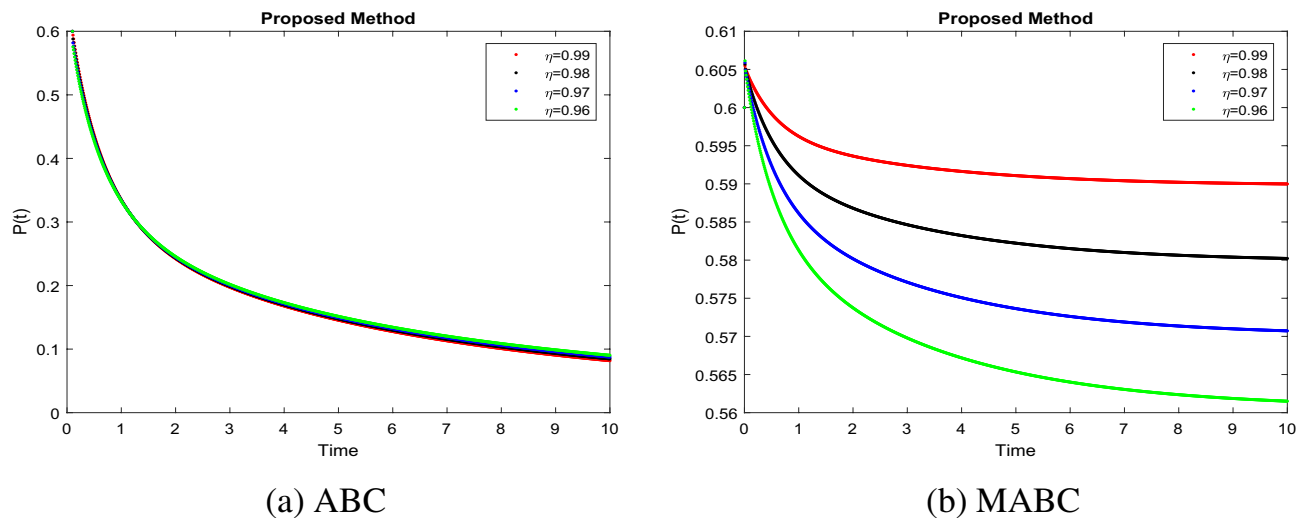 Proposed Method
0.6
0.5
0.4
0.3
0.2
0.1
0
P(t)
η=0.99
η=0.98
η=0.97
η=0.96
0 1 2 3 4 5 6 7 8 9 10
Time
(a) ABC
Proposed Method
0.61
0.605
0.6
0.595
0.59
0.585
0.58
0.575
0.57
0.565
0.56
P(t)
η=0.99
η=0.98
η=0.97
η=0.96
0 1 2 3 4 5 6 7 8 9 10
Time
(b) MABC